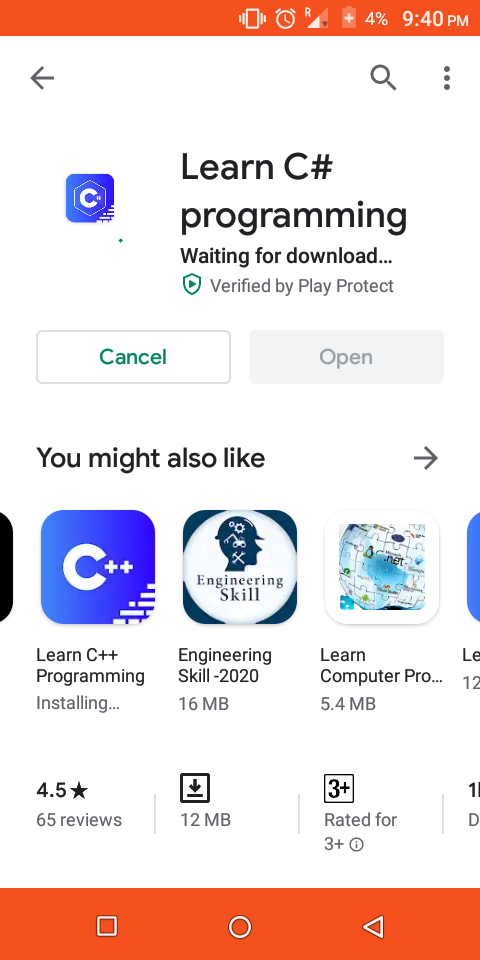 R 4% 9:40 PM
Learn C#
programming
C++
Waiting for download...
Verified by Play Protect
Cancel Open
You might also like
C++ Engineering Skill .net
Learn C++
Programming
Installing...
Engineering
Skill -2020
16 MB
Learn
Computer Pro...
5.4 MB
Le
12
4.5★
65 reviews
12 MB
3+
Rated for
3+